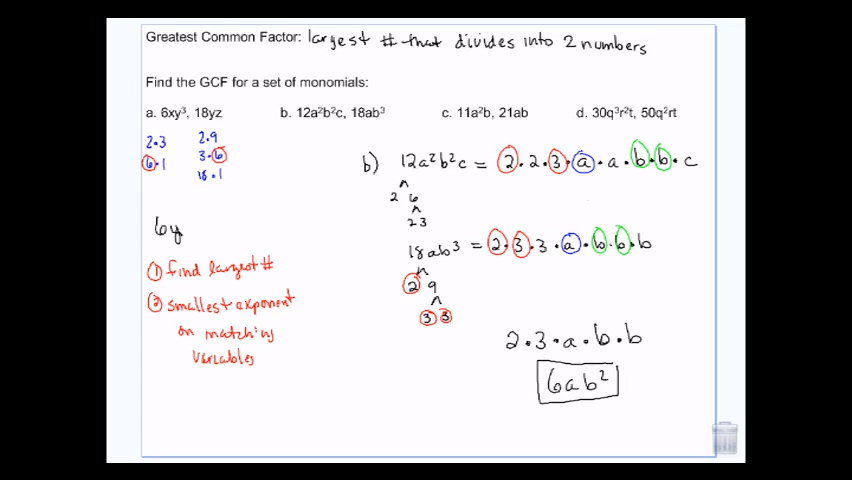 Greatest Common Factor: largest # that divides into 2 numbers
Find the GCF for a set of monomials:
a. 6xy³, 18yz b. 12a²b²c, 18ab³ c. 11a²b, 21ab d. 30q³r²t, 50q²rt
2•3 2•9
6•1 3•6
18•1
b) 12a²b²c = 2•2•3•a•a•b•b•c
2 6
2 3
6y
18ab³ = 2•3•3•a•b•b•b
2 9
3 3
① find largest #
② smallest exponent
on matching
variables
2•3•a•b•b
6ab²